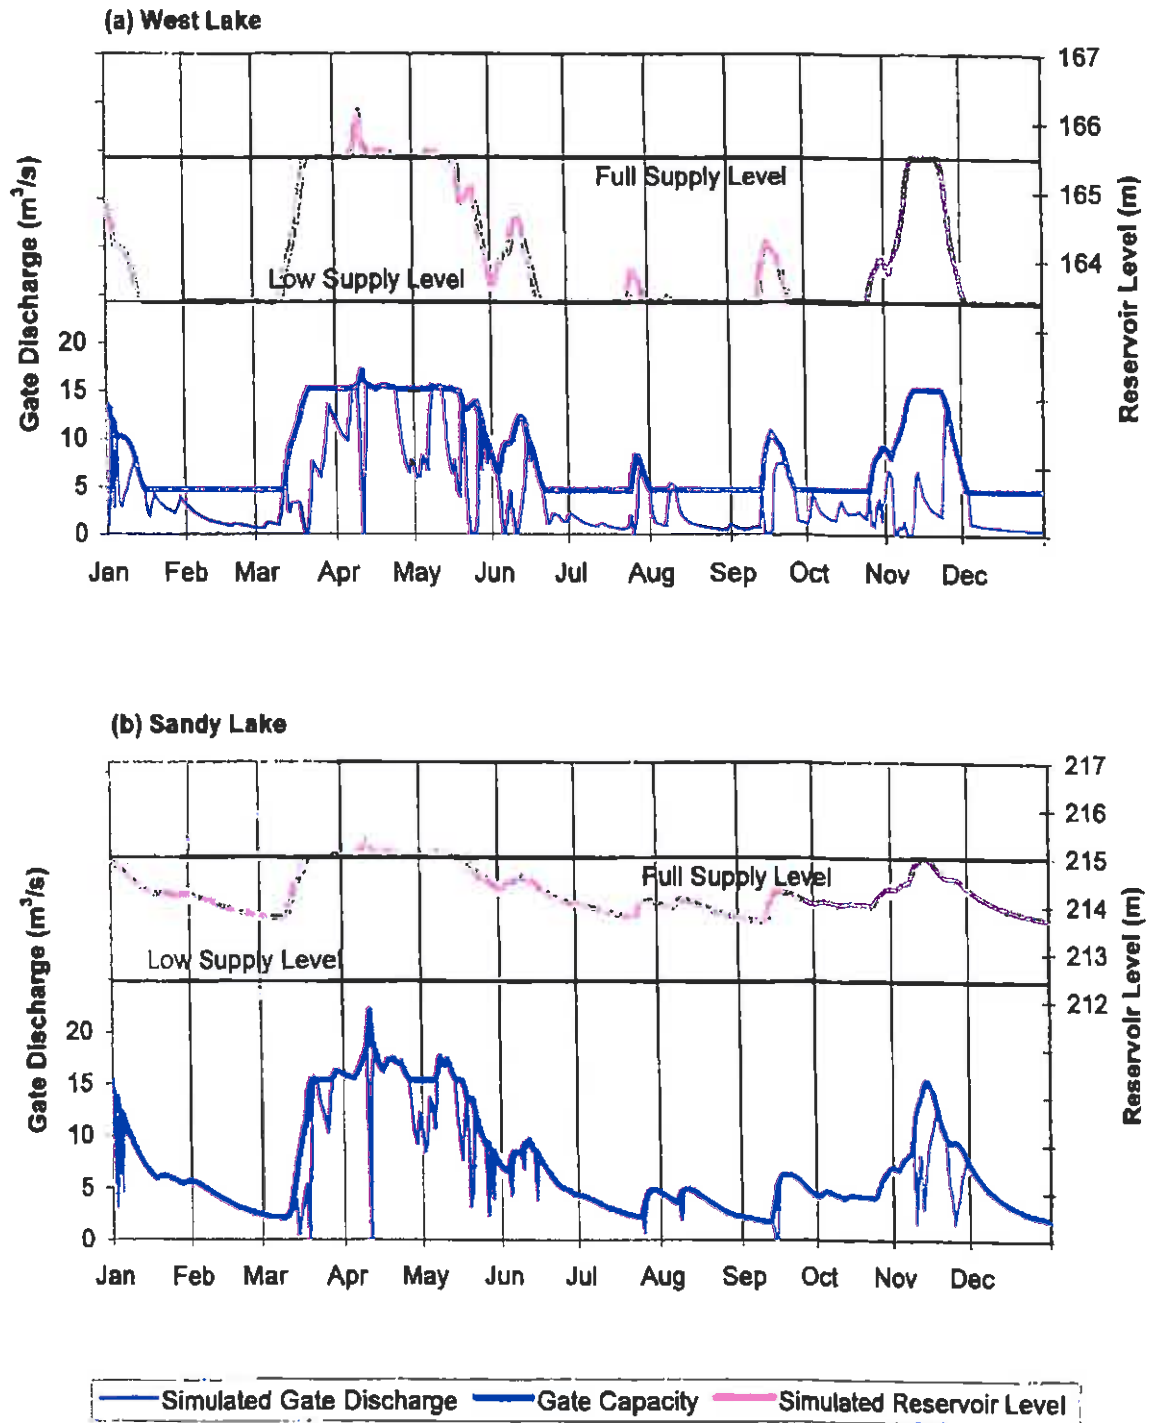 (a) West Lake
167
166
165
164
Full Supply Level
Low Supply Level
Gate Discharge (m³/s)
Reservoir Level (m)
20
15
10
5
0
Jan Feb Mar Apr May Jun Jul Aug Sep Oct Nov Dec
(b) Sandy Lake
217
216
215
214
213
212
Full Supply Level
Low Supply Level
Gate Discharge (m³/s)
Reservoir Level (m)
20
15
10
5
0
Jan Feb Mar Apr May Jun Jul Aug Sep Oct Nov Dec
Simulated Gate Discharge Gate Capacity Simulated Reservoir Level